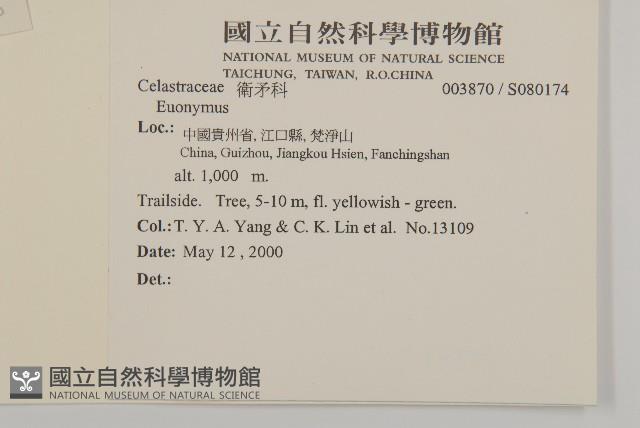 國立自然科學博物館
NATIONAL MUSEUM OF NATURAL SCIENCE
TAICHUNG, TAIWAN, R.O.CHINA
Celastraceae 衛矛科 003870 / S080174
Euonymus
Loc.: 中國貴州省, 江口縣, 梵淨山
China, Guizhou, Jiangkou Hsien, Fanchingshan
alt. 1,000 m.
Trailside. Tree, 5-10 m, fl. yellowish - green.
Col.: T. Y. A. Yang & C. K. Lin et al. No.13109
Date: May 12 , 2000
Det.:
國立自然科學博物館
NATIONAL MUSEUM OF NATURAL SCIENCE